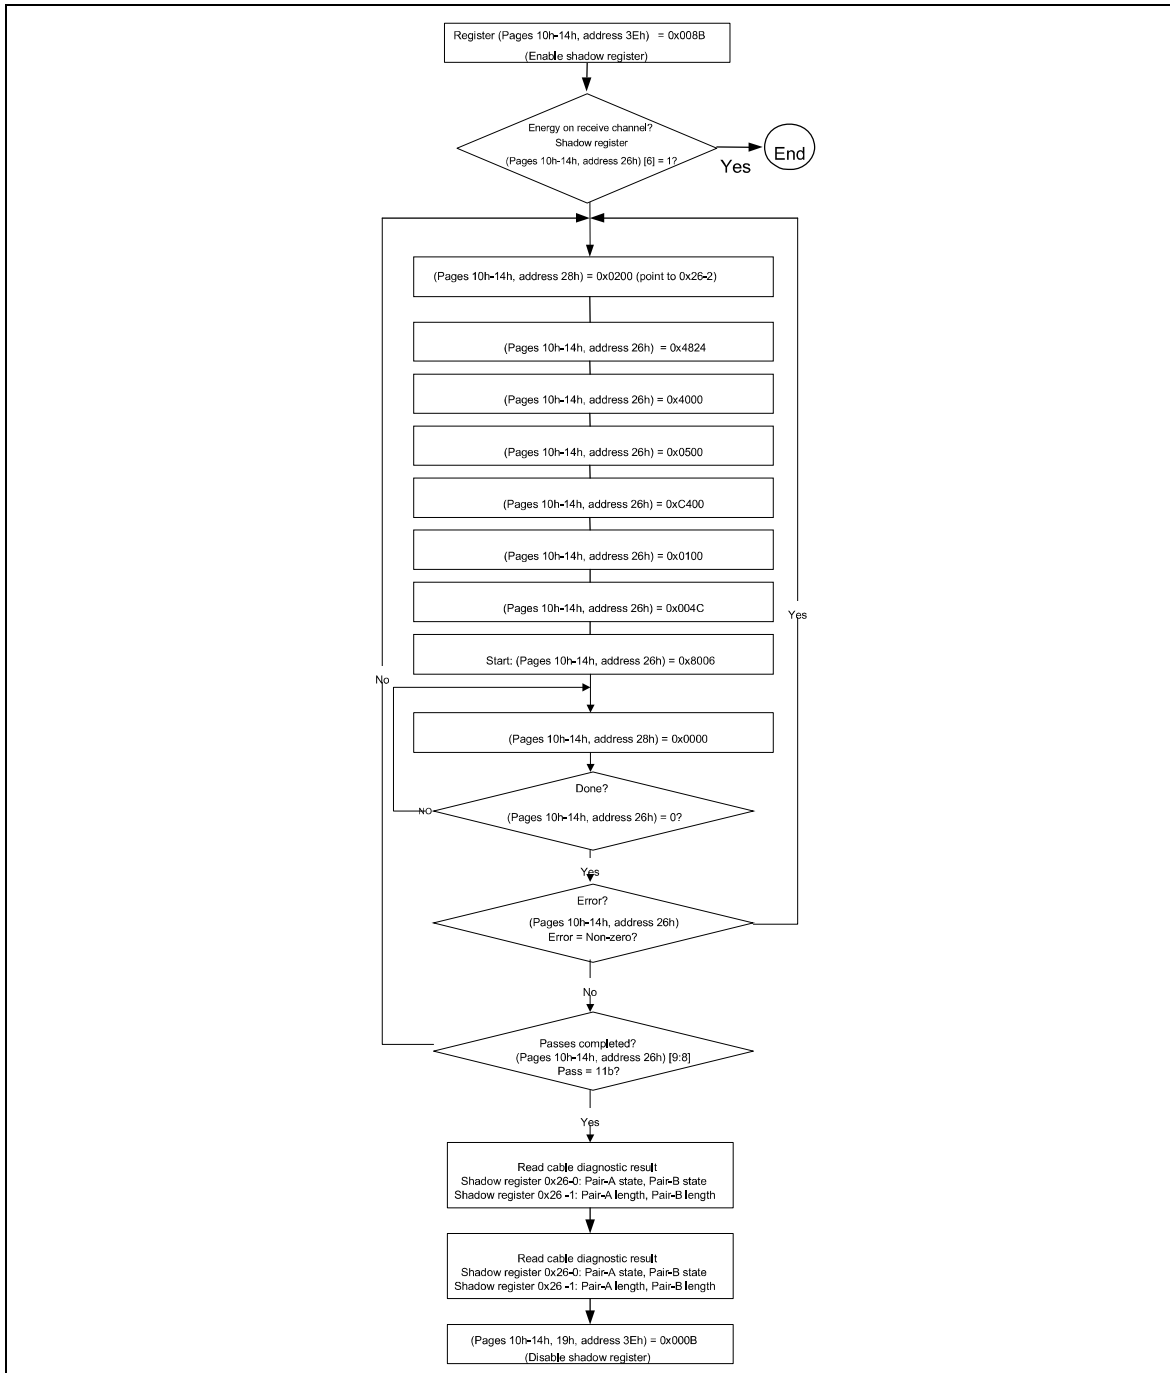 Register (Pages 10h-14h, address 3Eh) = 0x008B
(Enable shadow register)
Energy on receive channel?
Shadow register
(Pages 10h-14h, address 26h) [6] = 1?
Yes
End
(Pages 10h-14h, address 28h) = 0x0200 (point to 0x26-2)
(Pages 10h-14h, address 26h) = 0x4824
(Pages 10h-14h, address 26h) = 0x4000
(Pages 10h-14h, address 26h) = 0x0500
(Pages 10h-14h, address 26h) = 0xC400
(Pages 10h-14h, address 26h) = 0x0100
(Pages 10h-14h, address 26h) = 0x004C
Yes
Start: (Pages 10h-14h, address 26h) = 0x8006
No
(Pages 10h-14h, address 28h) = 0x0000
Done?
(Pages 10h-14h, address 26h) = 0?
NO
Yes
Error?
(Pages 10h-14h, address 26h)
Error = Non-zero?
No
Passes completed?
(Pages 10h-14h, address 26h) [9:8]
Pass = 11b?
Yes
Read cable diagnostic result
Shadow register 0x26-0: Pair-A state, Pair-B state
Shadow register 0x26 -1: Pair-A length, Pair-B length
Read cable diagnostic result
Shadow register 0x26-0: Pair-A state, Pair-B state
Shadow register 0x26 -1: Pair-A length, Pair-B length
(Pages 10h-14h, 19h, address 3Eh) = 0x000B
(Disable shadow register)